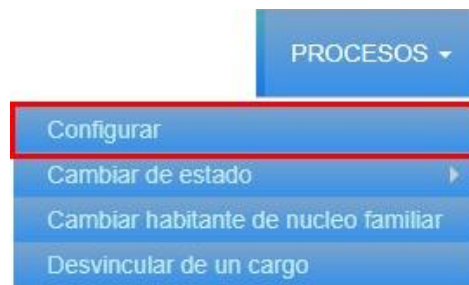 PROCESOS
Configurar
Cambiar de estado
Cambiar habitante de nucleo familiar
Desvincular de un cargo